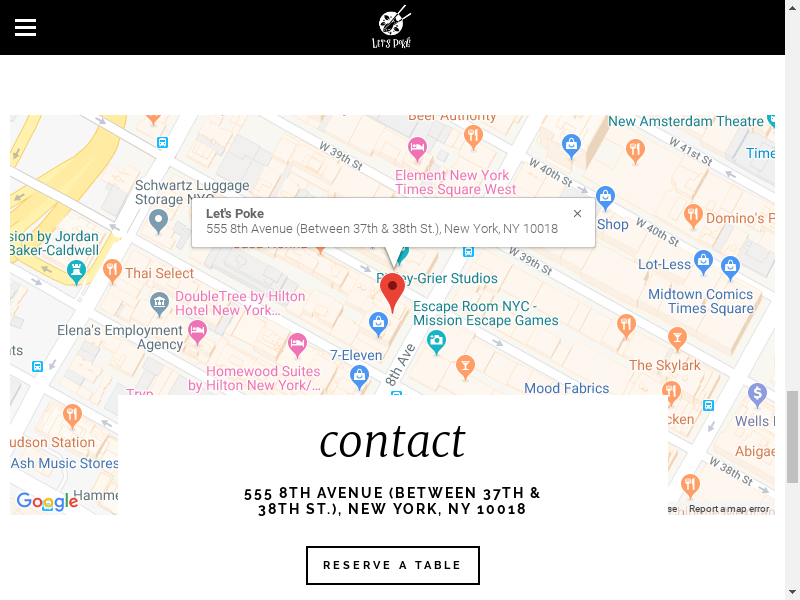 Let's Poke
Beer Authority
New Amsterdam Theatre
W 39th St
W 41st St
W 40th St
Time
Element New York
Times Square West
Schwartz Luggage
Storage NYC
Let's Poke
555 8th Avenue (Between 37th & 38th St.), New York, NY 10018
Shop
Domino's P
sion by Jordan
Baker-Caldwell
W 39th St
Lot-Less
Thai Select
Ripley-Grier Studios
DoubleTree by Hilton
Hotel New York...
Midtown Comics
Times Square
Escape Room NYC -
Mission Escape Games
Elena's Employment
Agency
7-Eleven
8th Ave
Homewood Suites
by Hilton New York/...
The Skylark
Mood Fabrics
Tryp
udson Station
Ash Music Stores
cken
Wells
Abigae
W 38th St
contact
555 8TH AVENUE (BETWEEN 37TH &
38TH ST.), NEW YORK, NY 10018
Google
Hamme
se
Report a map error
RESERVE A TABLE